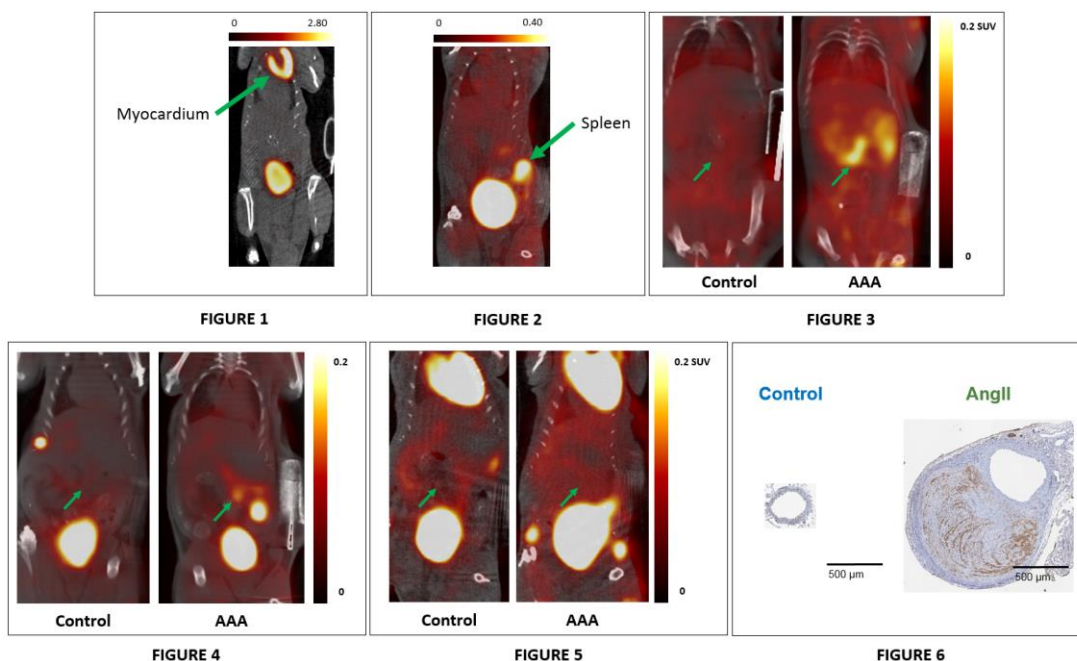 0 2.80
Myocardium
FIGURE 1
0 0.40
Spleen
FIGURE 2
0.2 SUV
0
Control AAA
FIGURE 3
0.2
0
Control AAA
FIGURE 4
0.2 SUV
0
Control AAA
FIGURE 5
Control AngII
500 µm 500 µm
FIGURE 6